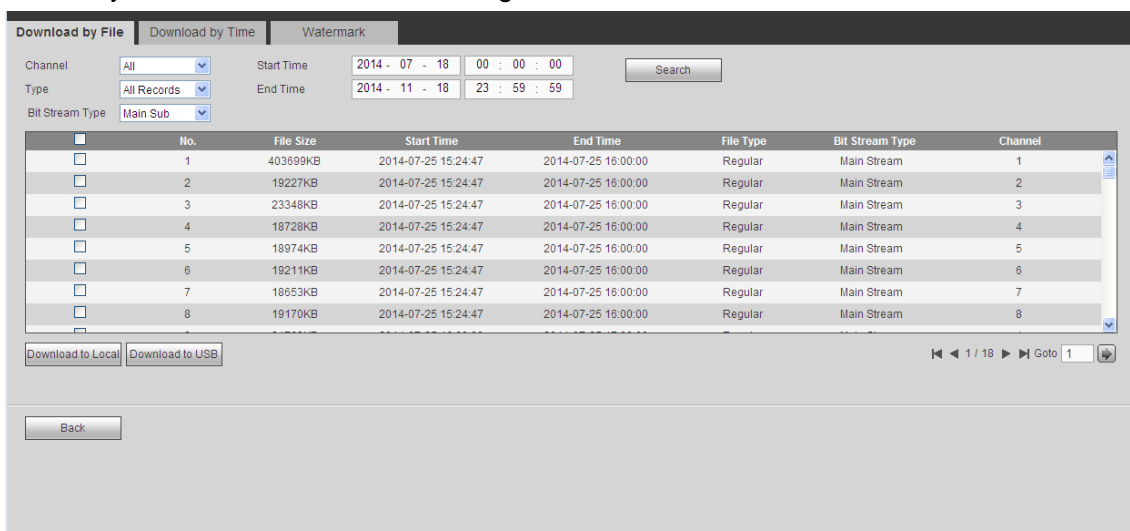 Download by File Download by Time Watermark
Channel All Start Time 2014 - 07 - 18 00 : 00 : 00 Search
Type All Records End Time 2014 - 11 - 18 23 : 59 : 59
Bit Stream Type Main Sub
No. File Size Start Time End Time File Type Bit Stream Type Channel
1 403699KB 2014-07-25 15:24:47 2014-07-25 16:00:00 Regular Main Stream 1
2 19227KB 2014-07-25 15:24:47 2014-07-25 16:00:00 Regular Main Stream 2
3 23348KB 2014-07-25 15:24:47 2014-07-25 16:00:00 Regular Main Stream 3
4 18728KB 2014-07-25 15:24:47 2014-07-25 16:00:00 Regular Main Stream 4
5 18974KB 2014-07-25 15:24:47 2014-07-25 16:00:00 Regular Main Stream 5
6 19211KB 2014-07-25 15:24:47 2014-07-25 16:00:00 Regular Main Stream 6
7 18653KB 2014-07-25 15:24:47 2014-07-25 16:00:00 Regular Main Stream 7
8 19170KB 2014-07-25 15:24:47 2014-07-25 16:00:00 Regular Main Stream 8
Download to Local Download to USB 1 / 18 Goto 1
Back